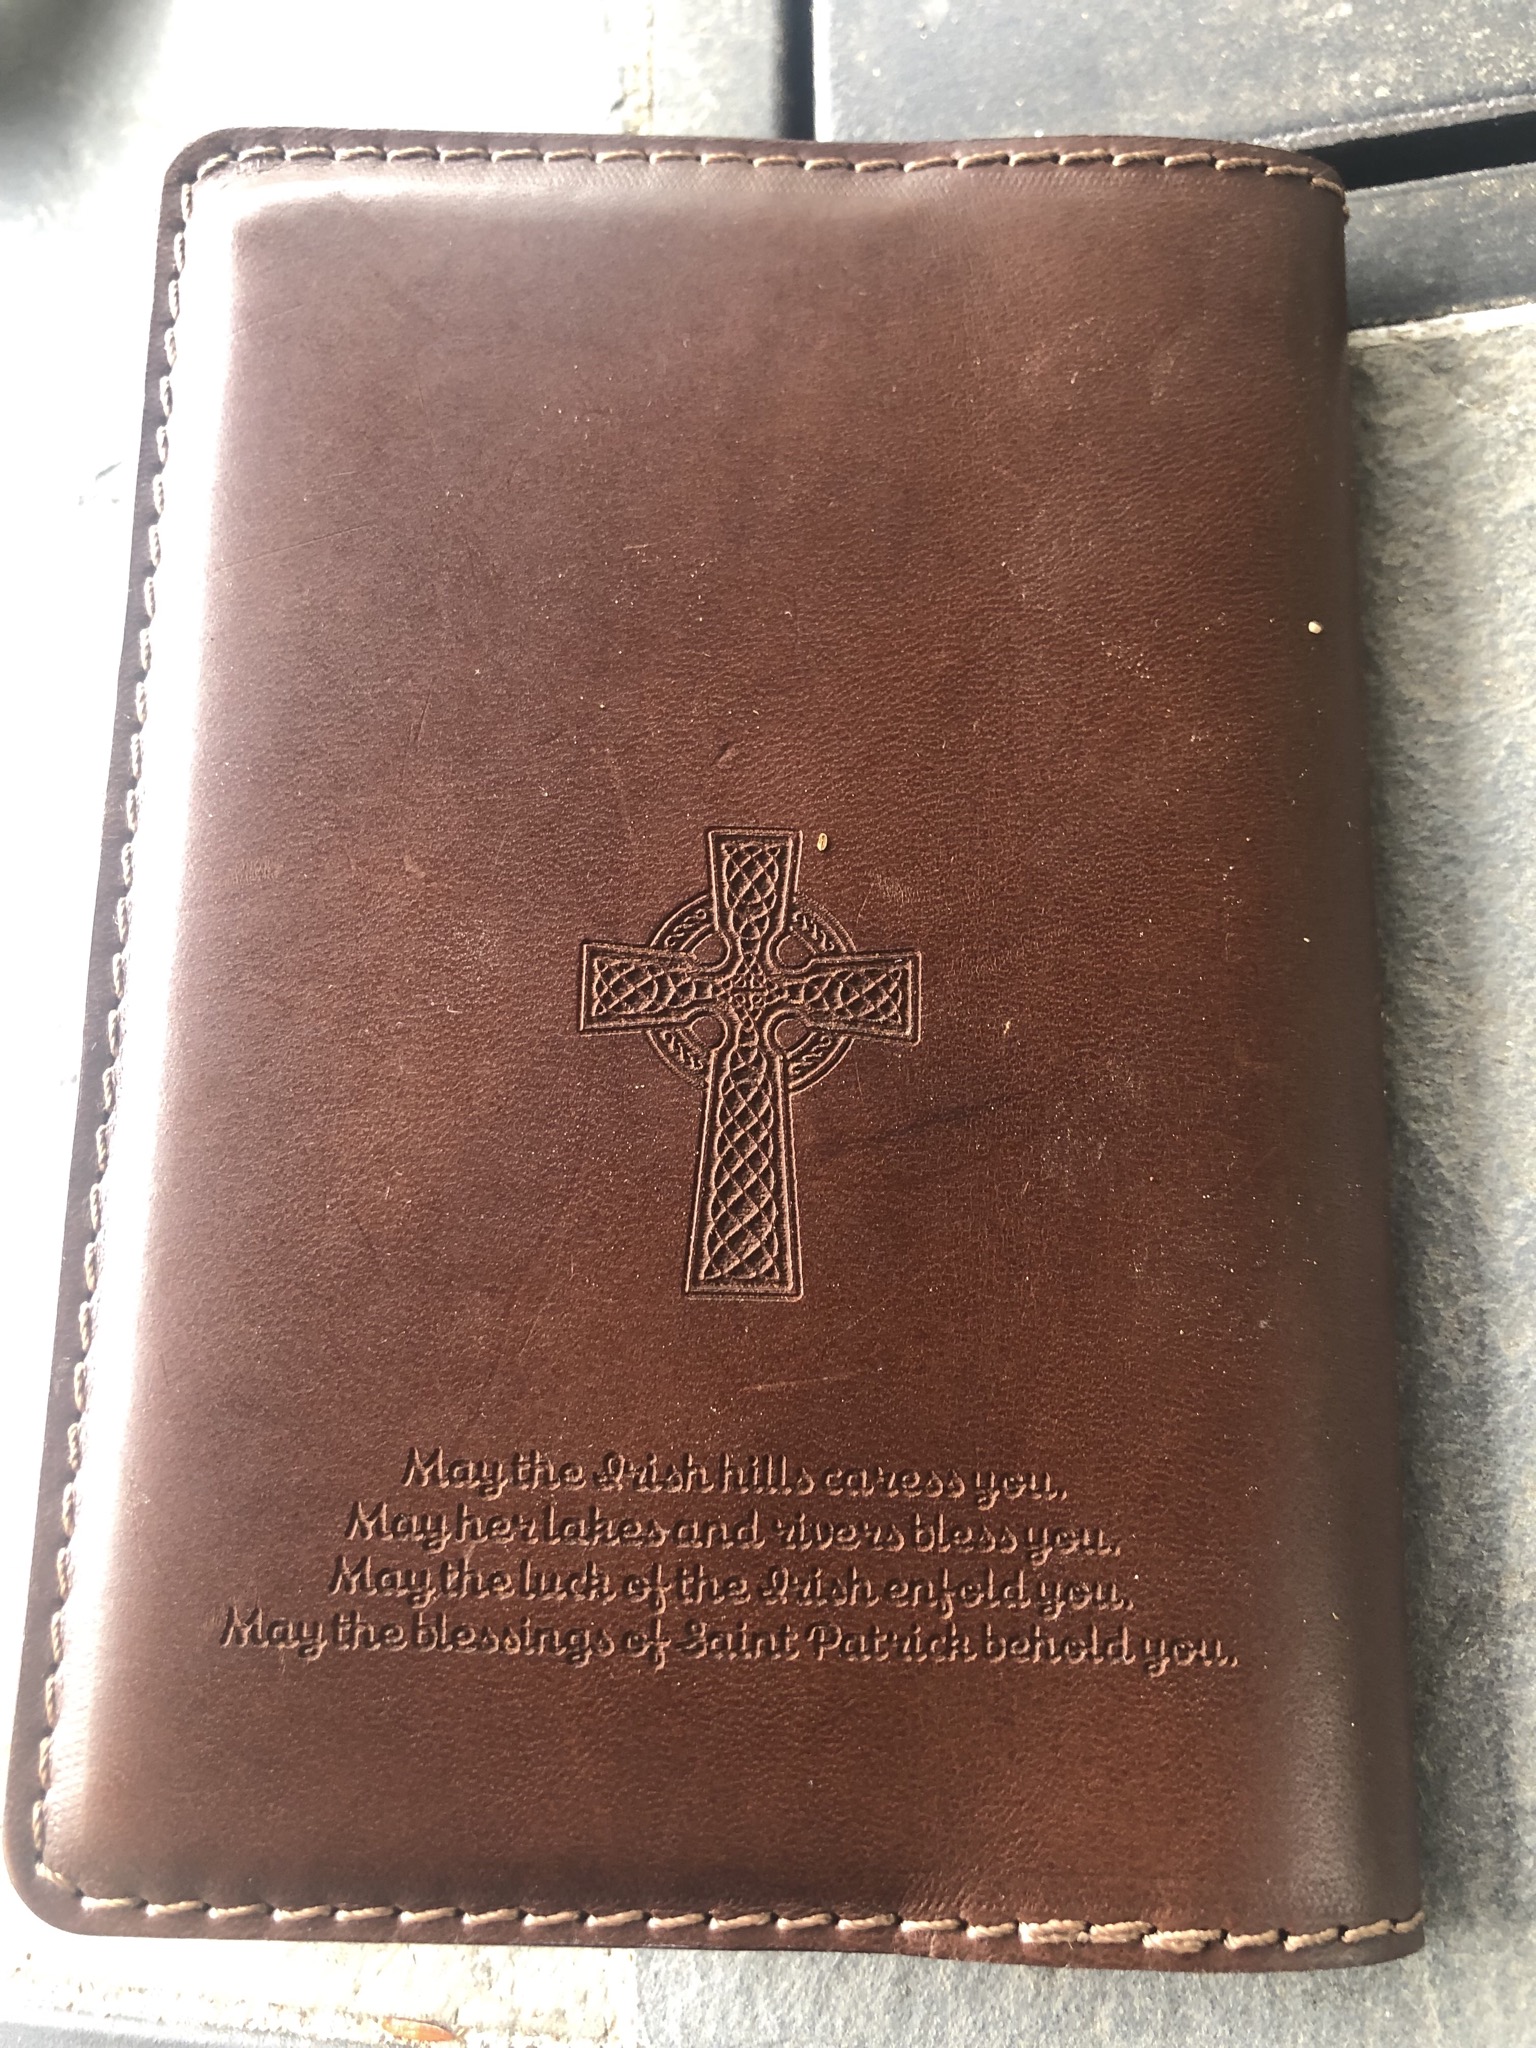 May the Irish hills caress you.
May her lakes and rivers bless you.
May the luck of the Irish enfold you.
May the blessings of Saint Patrick behold you.